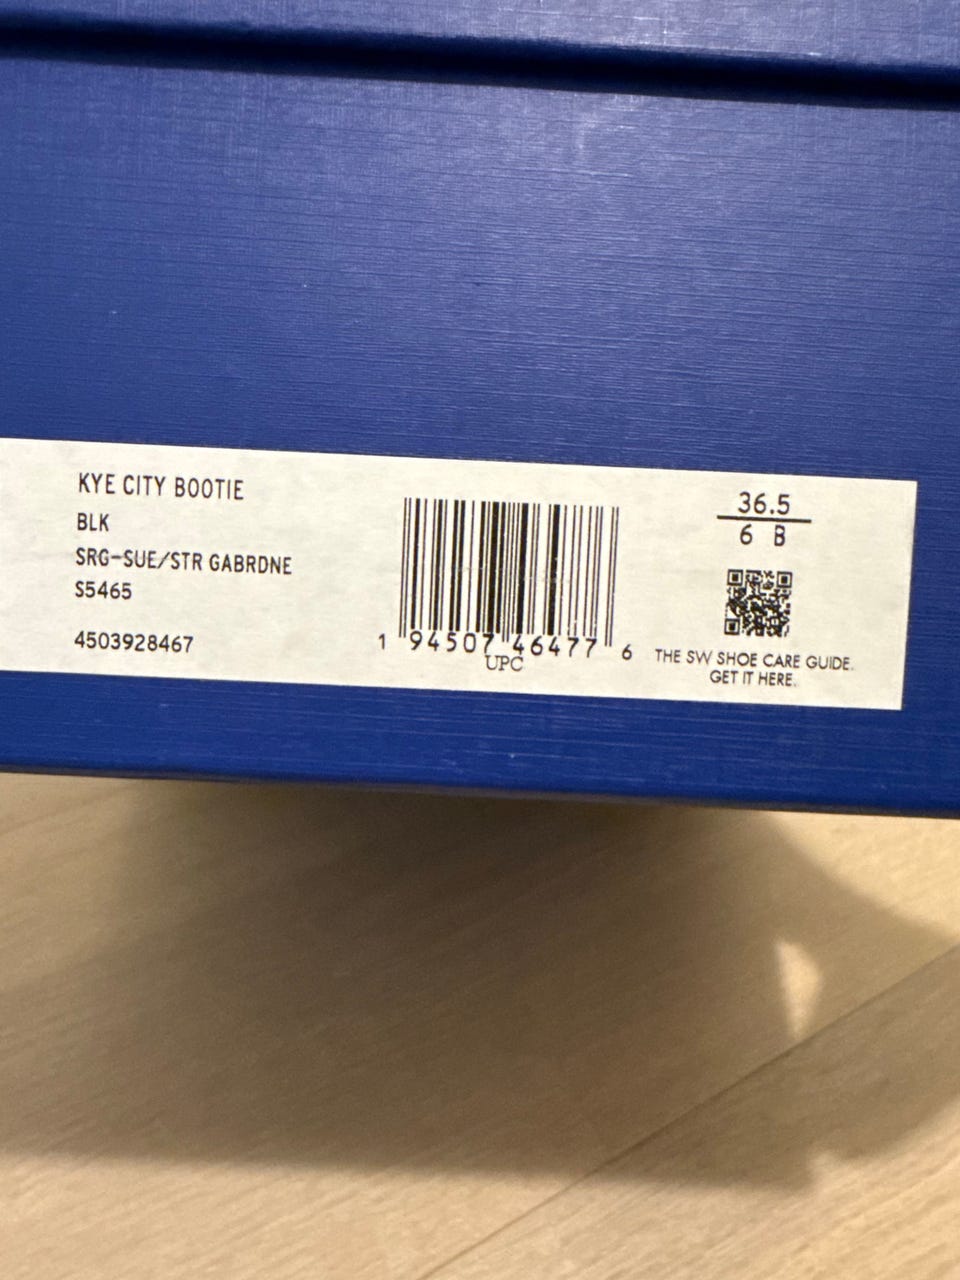 KYE CITY BOOTIE
BLK
SRG-SUE/STR GABRDNE
S5465
4503928467
1 94507 46477 6
UPC
36.5
6 B
THE SW SHOE CARE GUIDE.
GET IT HERE.